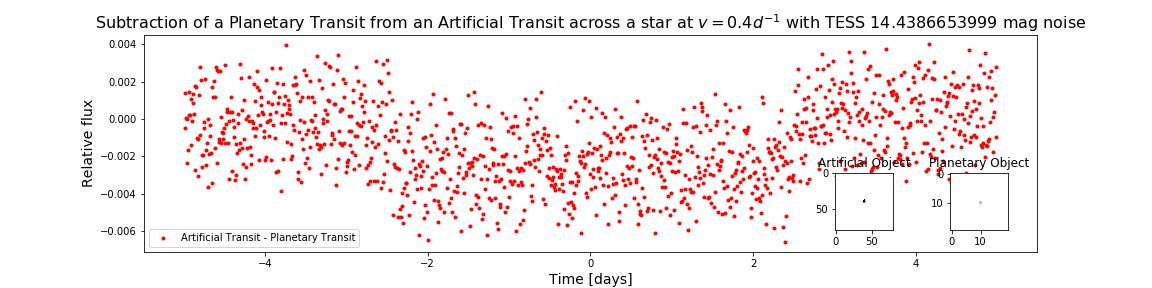 Subtraction of a Planetary Transit from an Artificial Transit across a star at v = 0.4d⁻¹ with TESS 14.4386653999 mag noise
Relative flux
0.004
0.002
0.000
−0.002
−0.004
−0.006
Artificial Transit - Planetary Transit
Artificial Object
0
50
0 50
Planetary Object
0
10
0 10
−4 −2 0 2 4
Time [days]